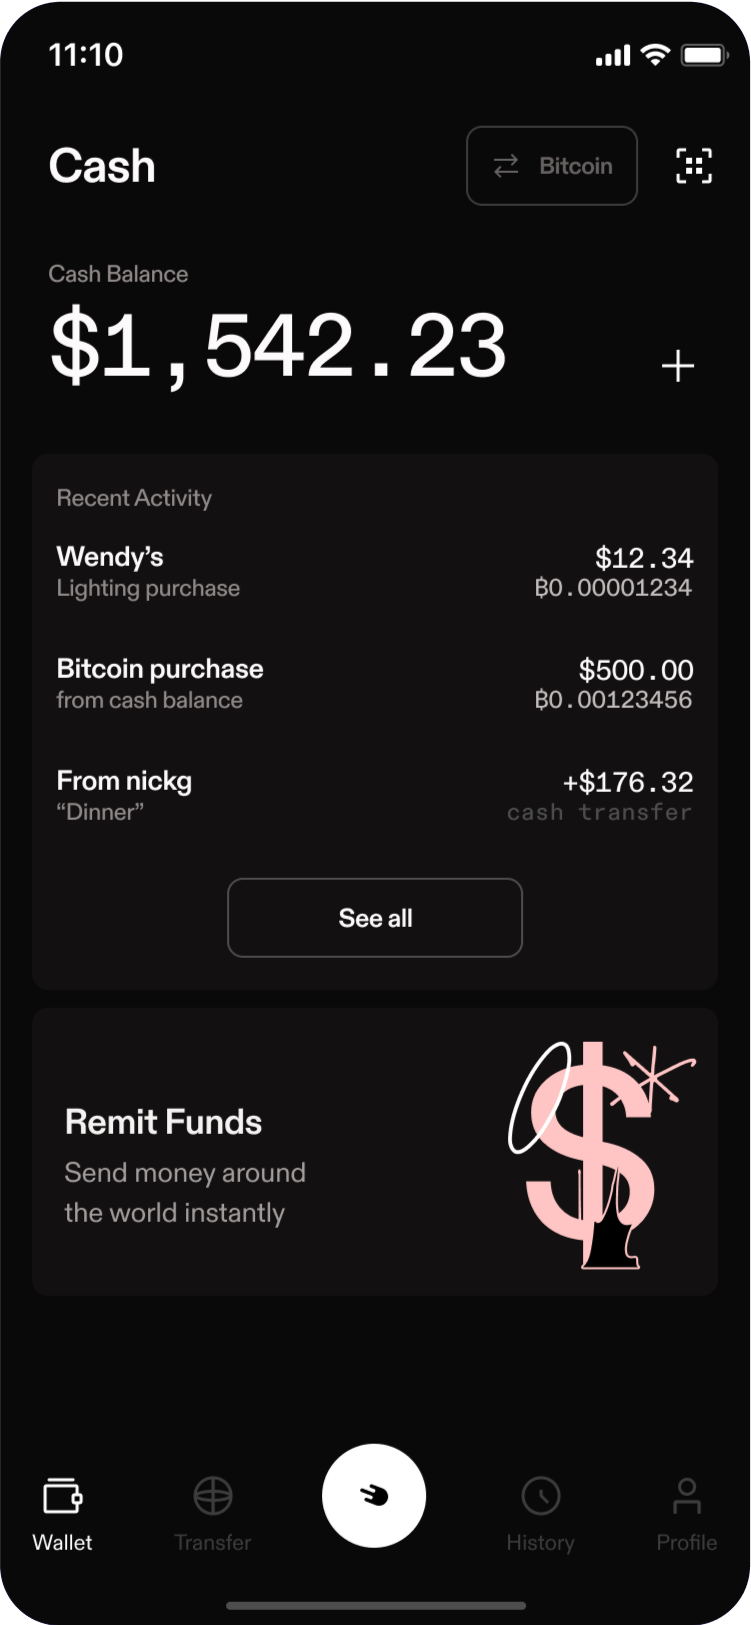 11:10
Cash
Bitcoin
Cash Balance
$1,542.23
Recent Activity
Wendy’s $12.34
Lighting purchase ₿0.00001234
Bitcoin purchase $500.00
from cash balance ₿0.00123456
From nickg +$176.32
“Dinner” cash transfer
See all
Remit Funds
Send money around
the world instantly
$
Wallet Transfer History Profile